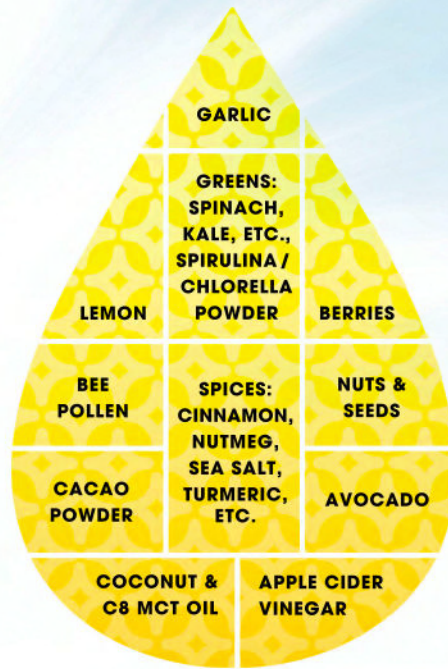 GARLIC
GREENS:
SPINACH,
KALE, ETC.,
SPIRULINA /
CHLORELLA
POWDER
LEMON
BERRIES
BEE
POLLEN
SPICES:
CINNAMON,
NUTMEG,
SEA SALT,
TURMERIC,
ETC.
NUTS &
SEEDS
CACAO
POWDER
AVOCADO
COCONUT &
C8 MCT OIL
APPLE CIDER
VINEGAR